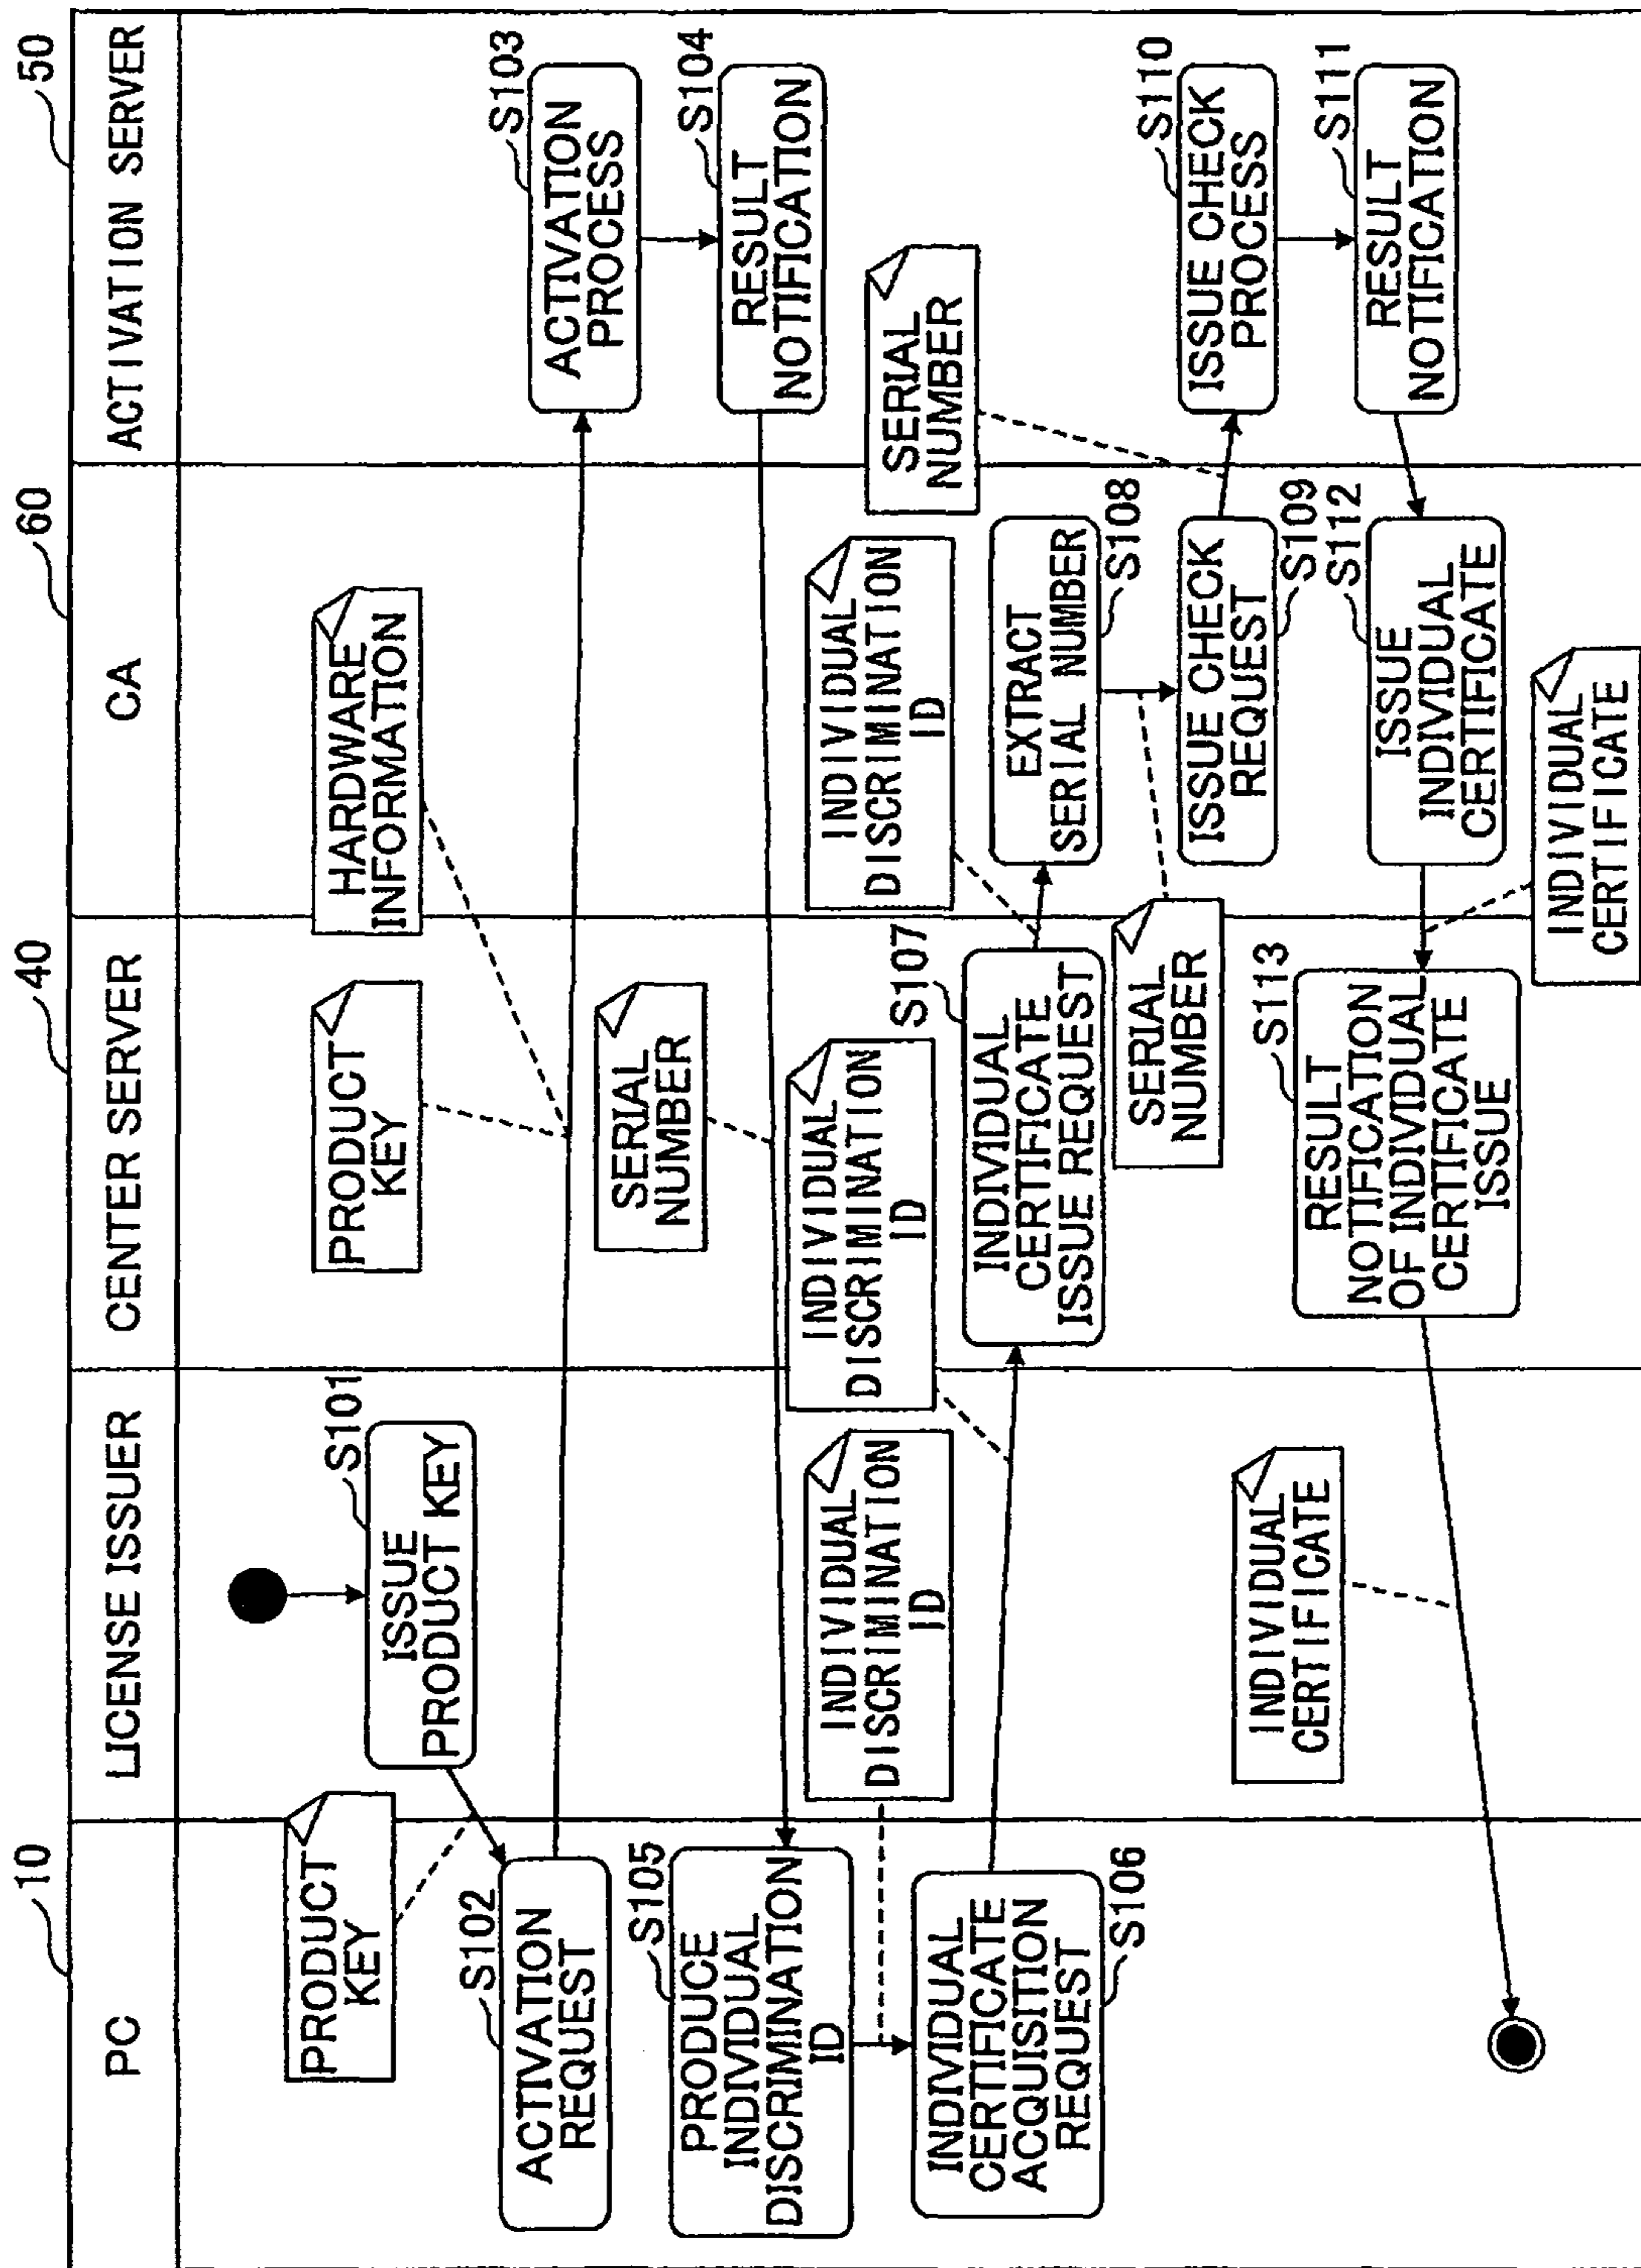 10
40
60
50
PC
LICENSE ISSUER
CENTER SERVER
CA
ACTIVATION SERVER
PRODUCT
KEY
S101
ISSUE
PRODUCT KEY
PRODUCT
KEY
HARDWARE
INFORMATION
S102
ACTIVATION
REQUEST
S103
ACTIVATION
PROCESS
SERIAL
NUMBER
S104
RESULT
NOTIFICATION
S105
PRODUCE
INDIVIDUAL
DISCRIMINATION
ID
INDIVIDUAL
DISCRIMINATION
ID
INDIVIDUAL
DISCRIMINATION
ID
INDIVIDUAL
DISCRIMINATION
ID
SERIAL
NUMBER
INDIVIDUAL
CERTIFICATE
ACQUISITION
REQUEST
S106
S107
INDIVIDUAL
CERTIFICATE
ISSUE REQUEST
EXTRACT
SERIAL NUMBER
S108
SERIAL
NUMBER
ISSUE CHECK
REQUEST
S109
S110
ISSUE CHECK
PROCESS
S111
RESULT
NOTIFICATION
S112
ISSUE
INDIVIDUAL
CERTIFICATE
INDIVIDUAL
CERTIFICATE
S113
RESULT
NOTIFICATION
OF INDIVIDUAL
CERTIFICATE
ISSUE
INDIVIDUAL
CERTIFICATE